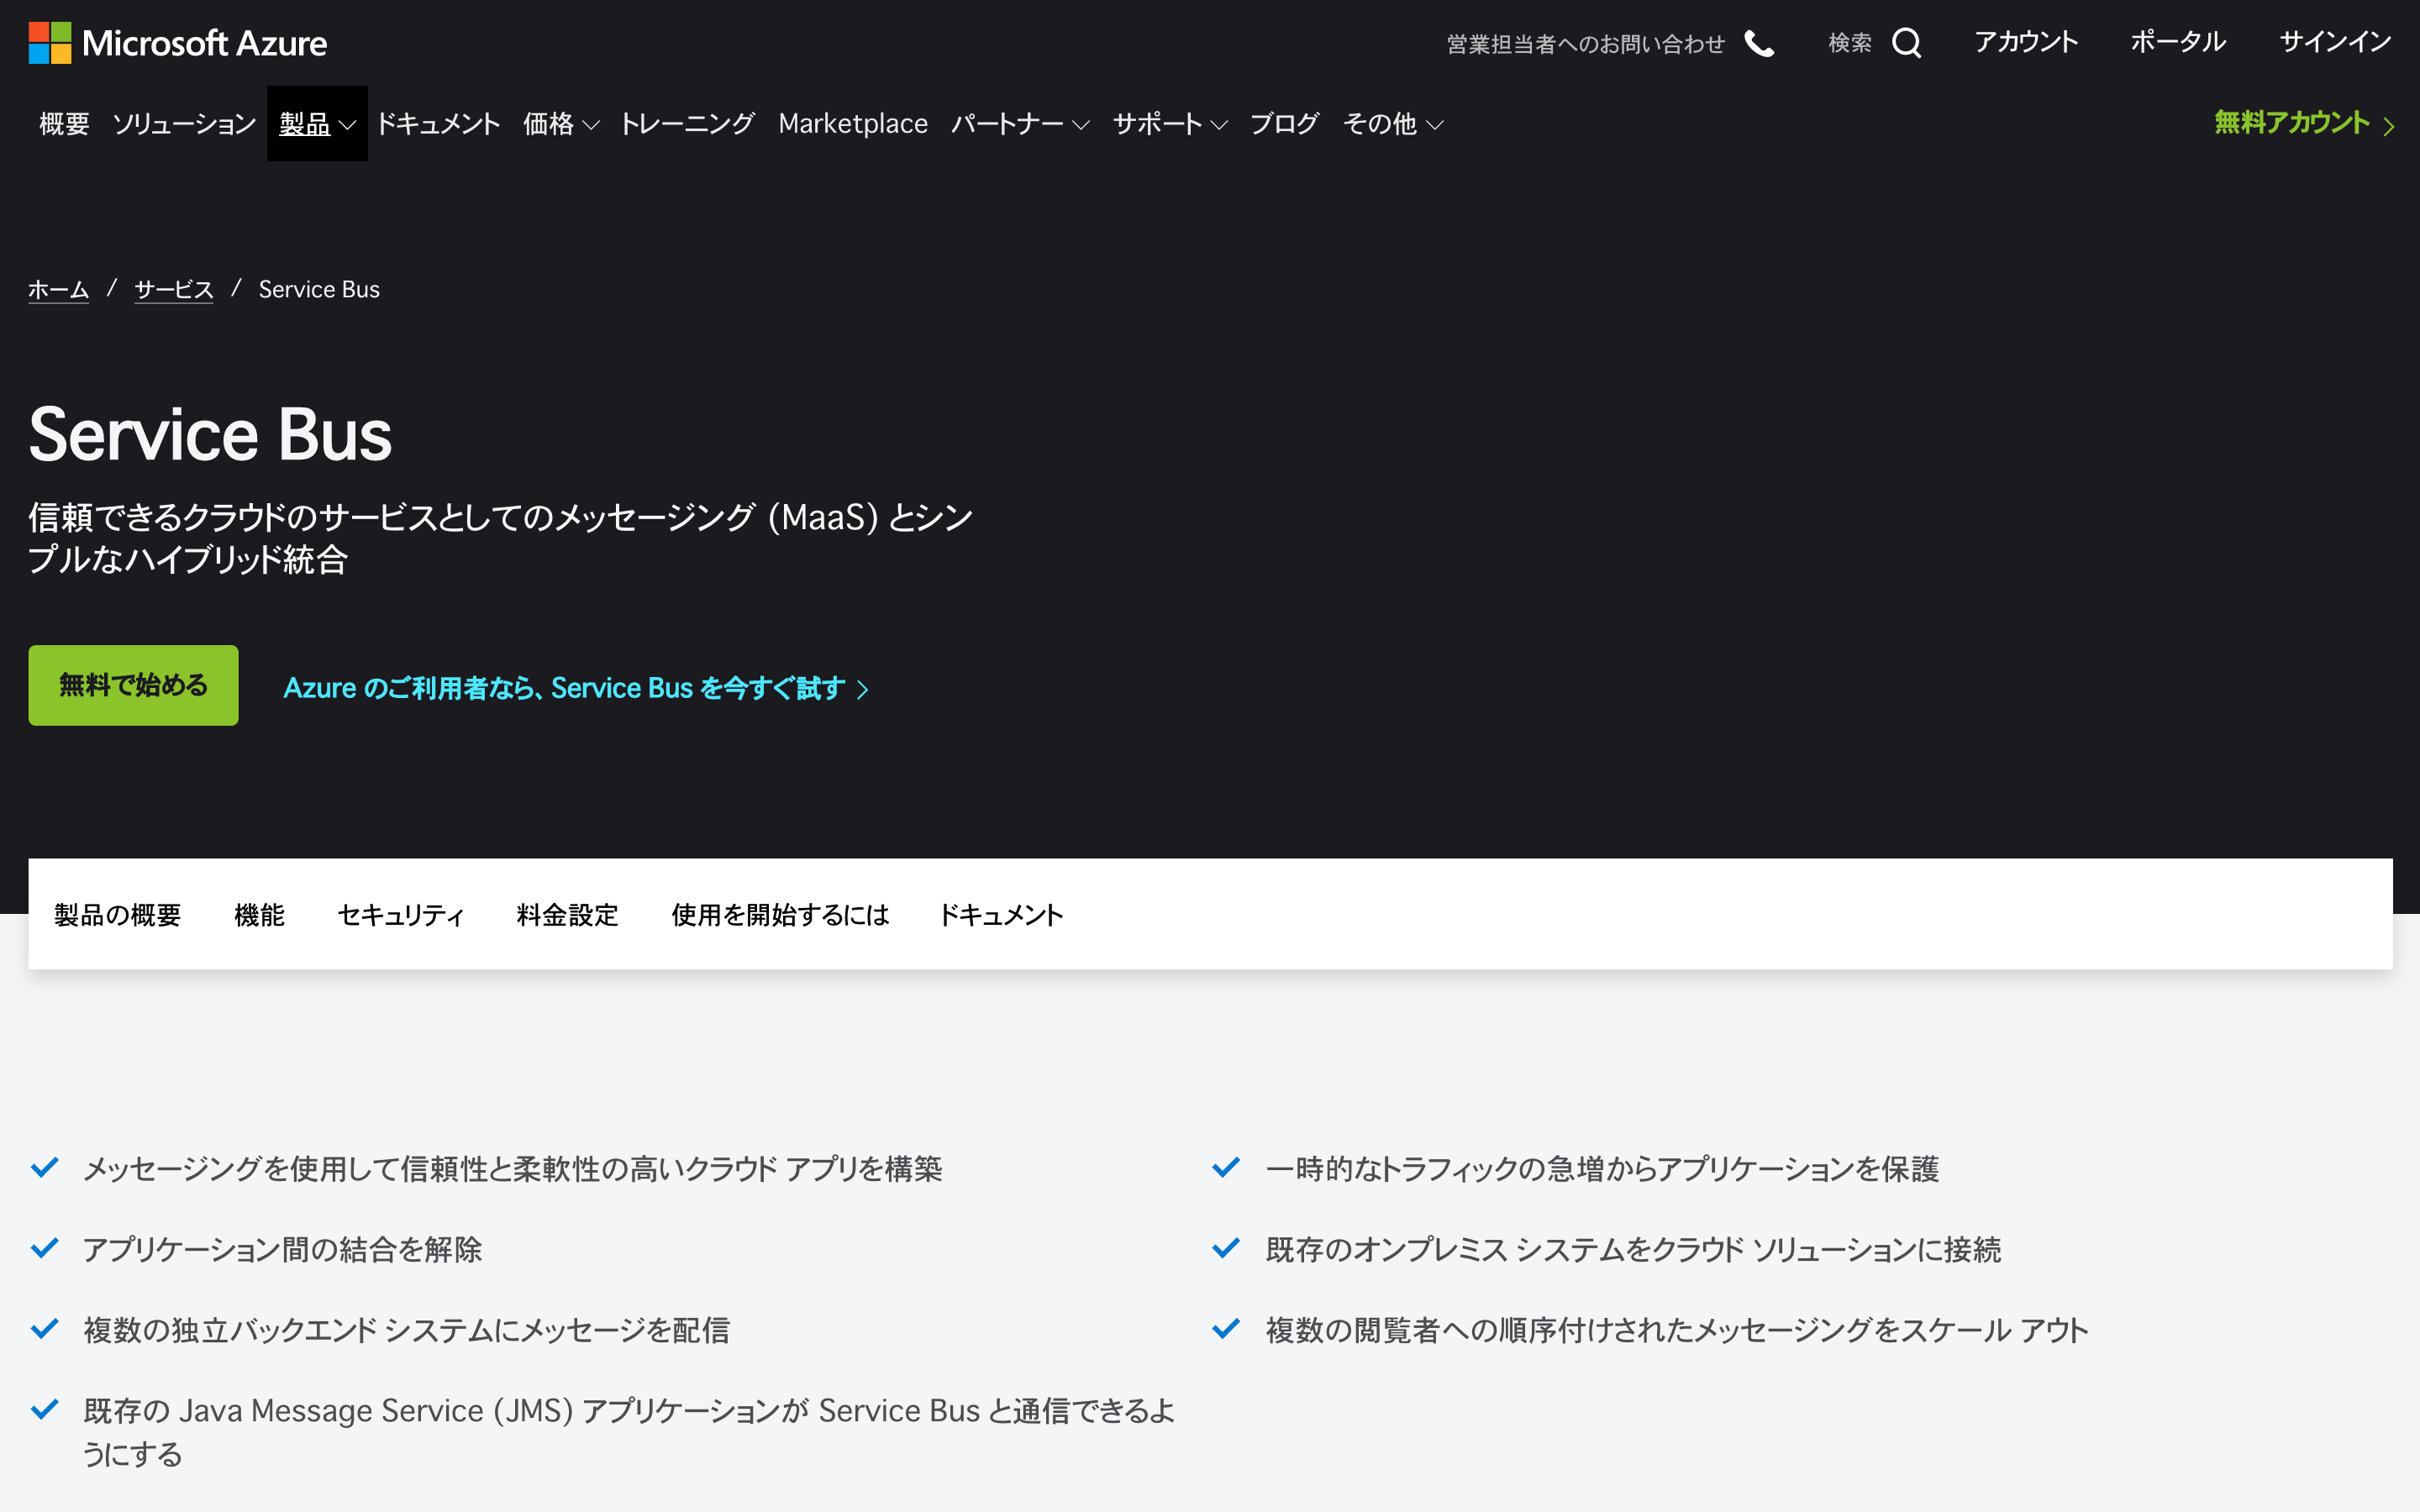 Microsoft Azure
営業担当者へのお問い合わせ
検索
アカウント
ポータル
サインイン
概要
ソリューション
製品
ドキュメント
価格
トレーニング
Marketplace
パートナー
サポート
ブログ
その他
無料アカウント
ホーム / サービス / Service Bus
Service Bus
信頼できるクラウドのサービスとしてのメッセージング (MaaS) とシン
プルなハイブリッド統合
無料で始める
Azure のご利用者なら、Service Bus を今すぐ試す
製品の概要
機能
セキュリティ
料金設定
使用を開始するには
ドキュメント
メッセージングを使用して信頼性と柔軟性の高いクラウド アプリを構築
一時的なトラフィックの急増からアプリケーションを保護
アプリケーション間の結合を解除
既存のオンプレミス システムをクラウド ソリューションに接続
複数の独立バックエンド システムにメッセージを配信
複数の閲覧者への順序付けされたメッセージングをスケール アウト
既存の Java Message Service (JMS) アプリケーションが Service Bus と通信できるよ
うにする